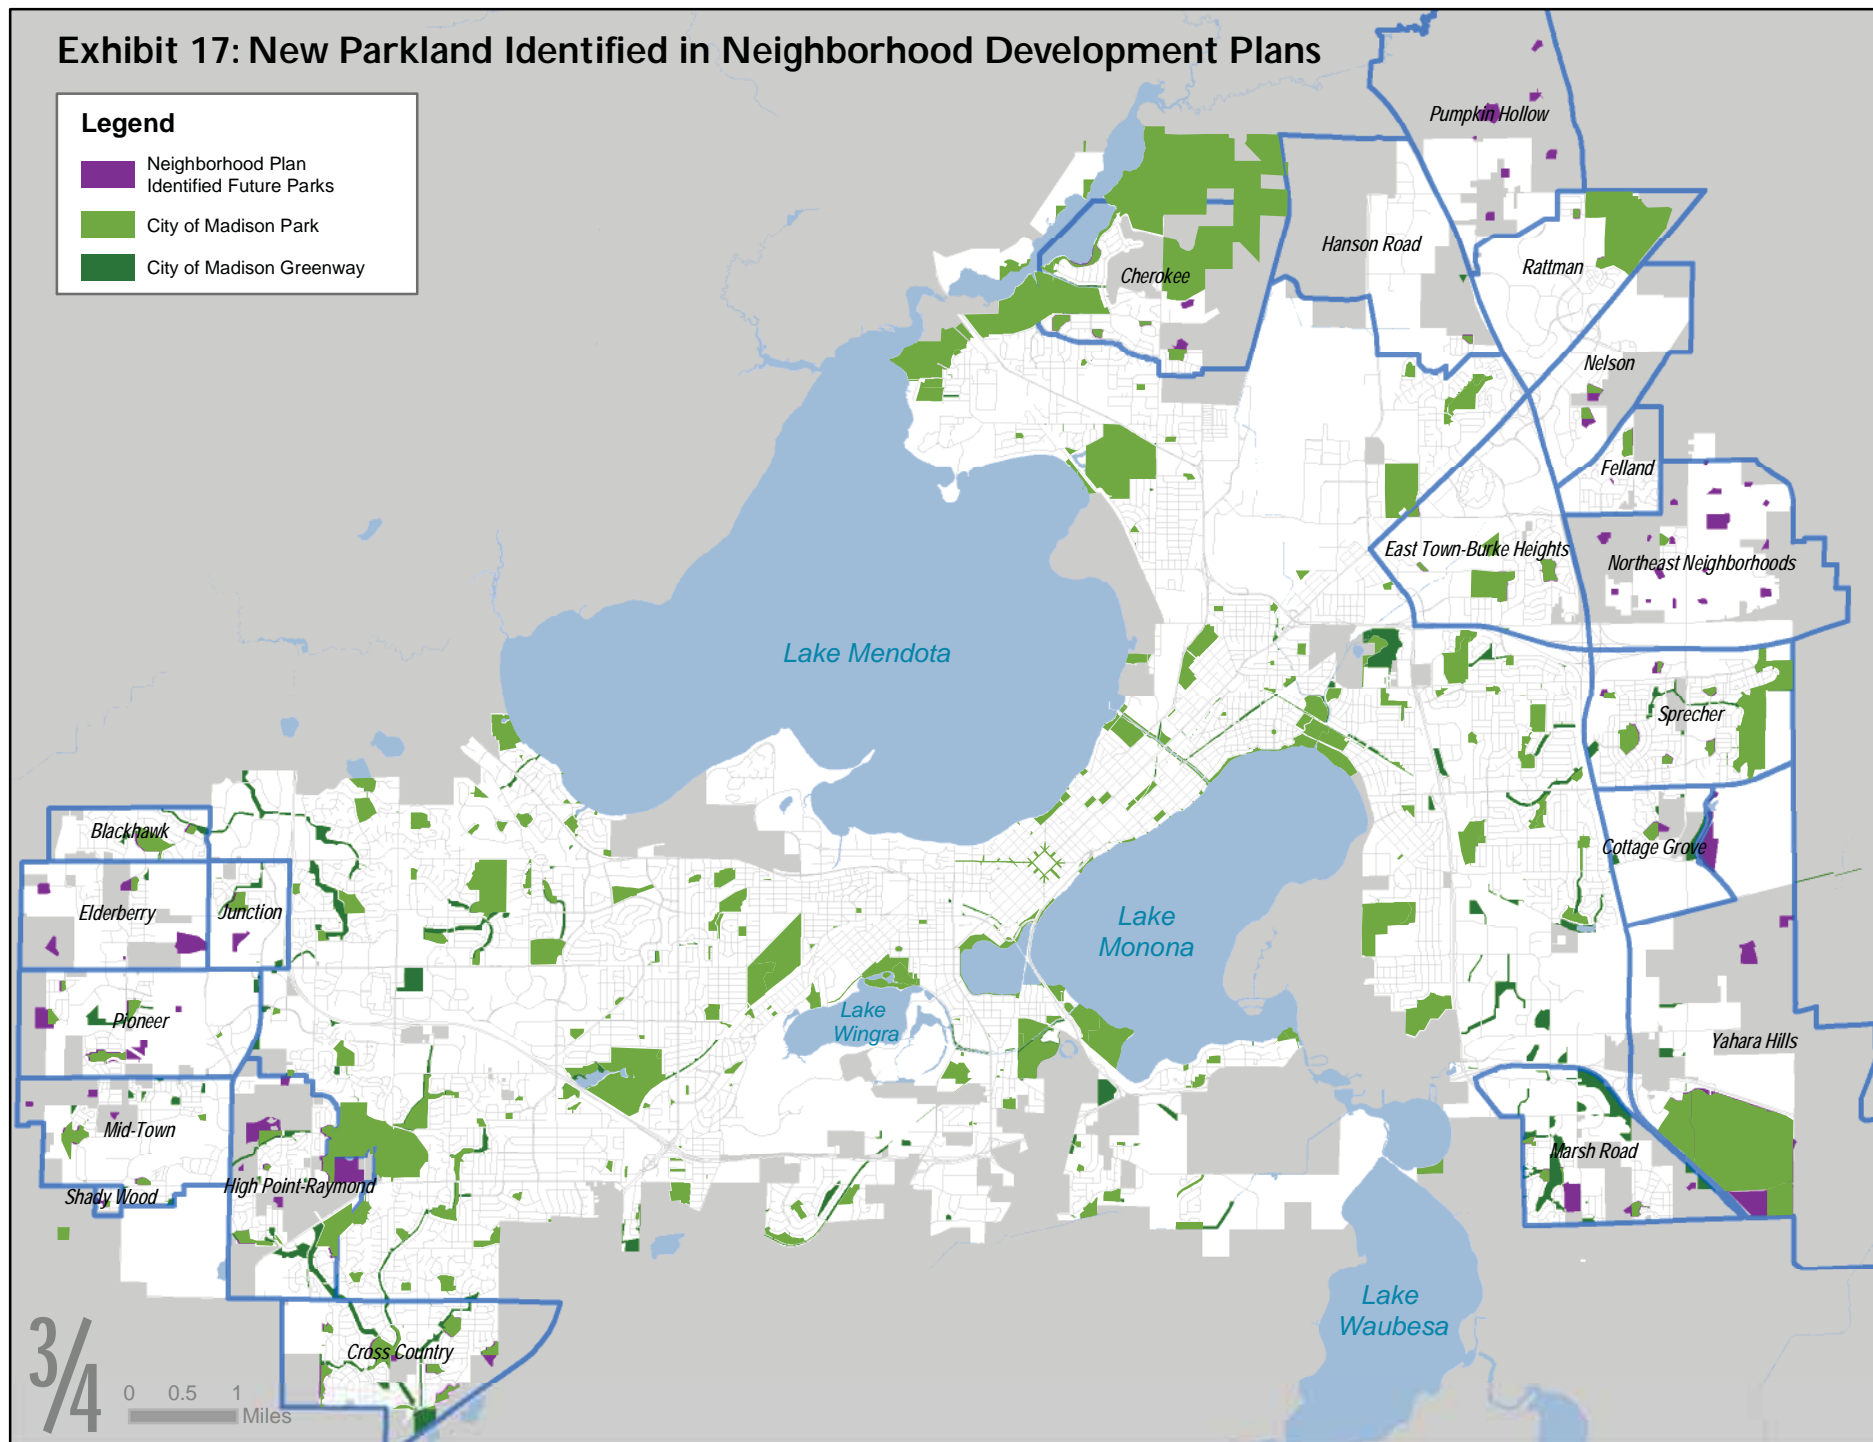 Exhibit 17: New Parkland Identified in Neighborhood Development Plans
Legend
Neighborhood Plan
Identified Future Parks
City of Madison Park
City of Madison Greenway
Pumpkin Hollow
Hanson Road
Cherokee
Rattman
Nelson
Felland
East Town-Burke Heights
Northeast Neighborhoods
Lake Mendota
Sprecher
Blackhawk
Cottage Grove
Elderberry
Junction
Lake
Monona
Lake
Wingra
Pioneer
Yahara Hills
Mid-Town
Marsh Road
High Point-Raymond
Shady Wood
Lake
Waubesa
Cross Country
3/4
0 0.5 1
Miles